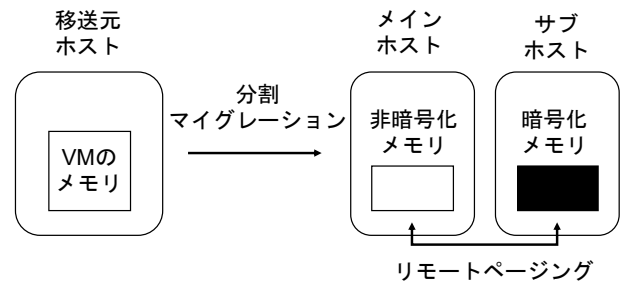 移送元
ホスト
メイン
ホスト
サブ
ホスト
分割
マイグレーション
VMの
メモリ
非暗号化
メモリ
暗号化
メモリ
リモートページング